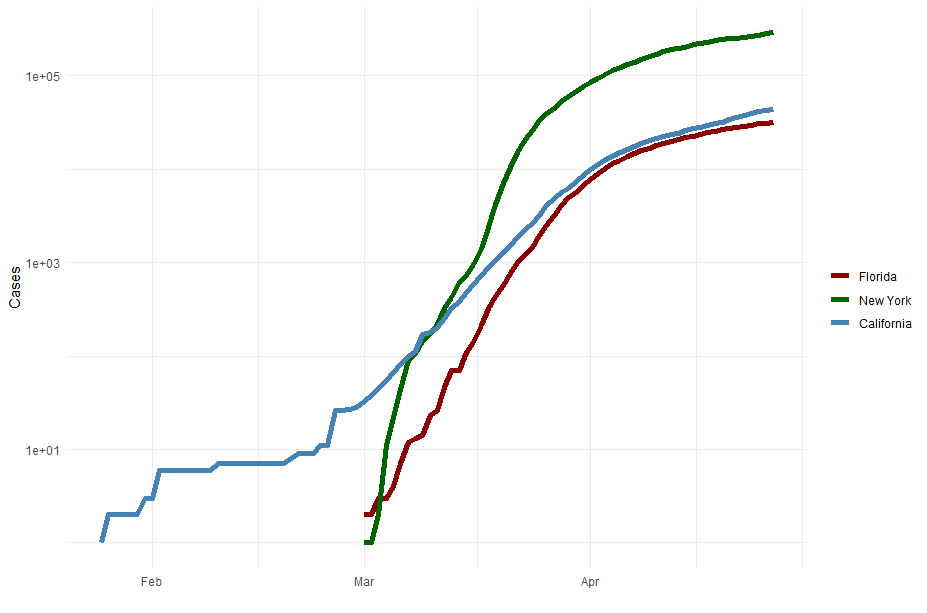 1e+05
1e+03
1e+01
Cases
Feb
Mar
Apr
Florida
New York
California